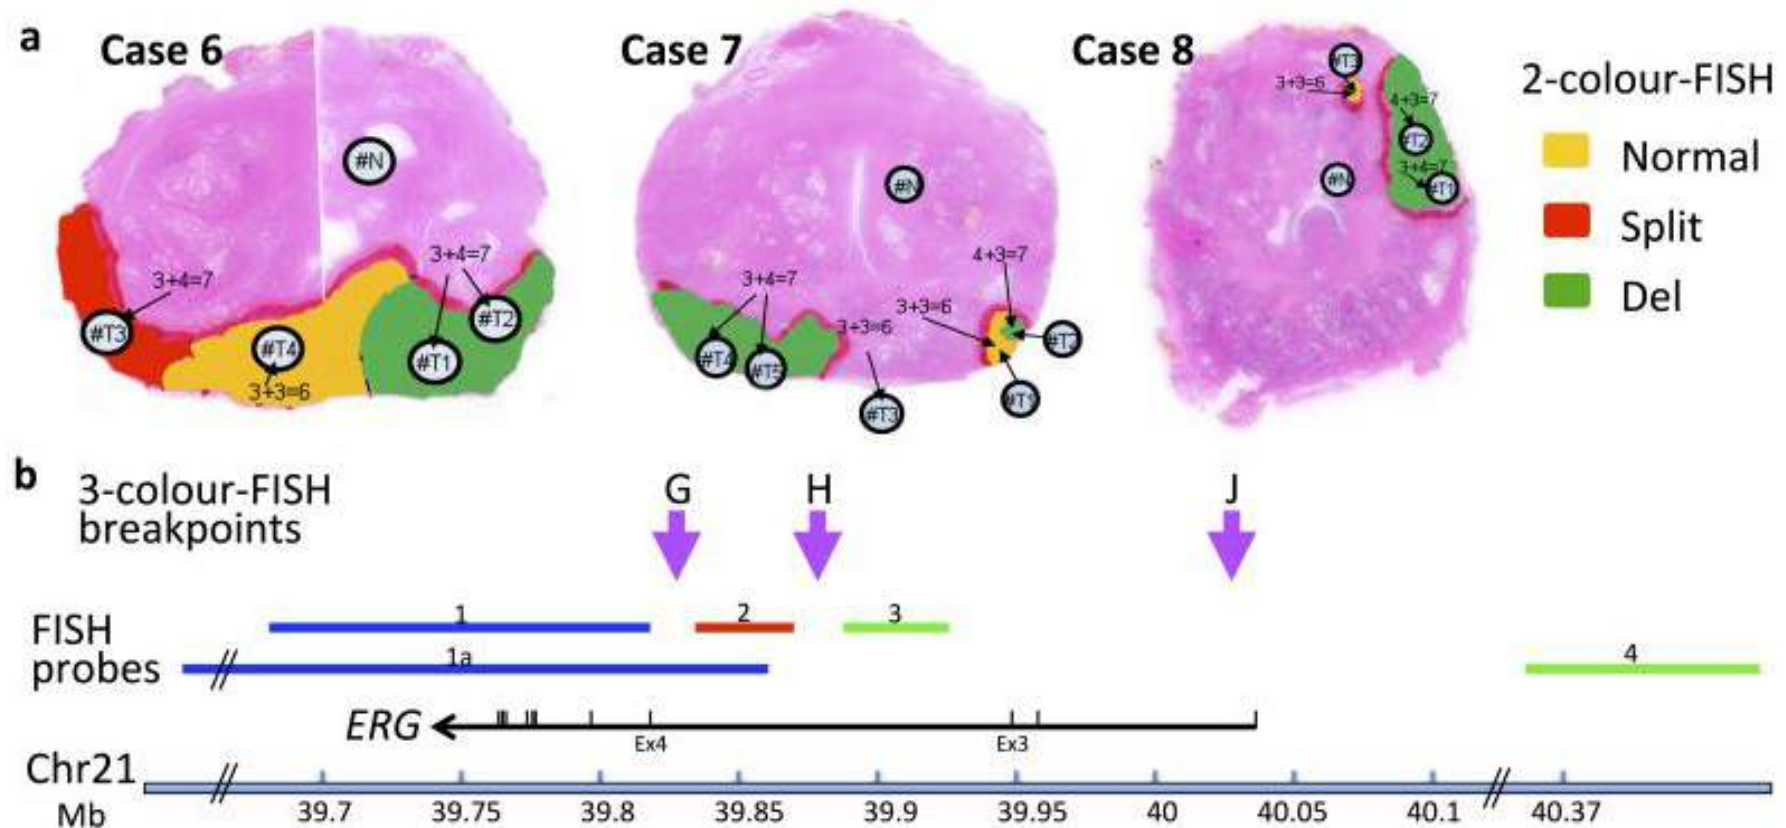 a
Case 6
Case 7
Case 8
2-colour-FISH
Normal
Split
Del
#N
3+4=7
3+4=7
#T3
#T4
#T1
#T2
3+3=6
#N
3+4=7
4+3=7
3+3=6
3+3=6
#T4
#T5
#T3
#T2
#T1
#T3
3+3=6
4+3=7
#T2
3+4=7
#N
#T1
b
3-colour-FISH
breakpoints
G H J
FISH
probes
1 2 3
1a 4
ERG
Ex4 Ex3
Chr21
Mb 39.7 39.75 39.8 39.85 39.9 39.95 40 40.05 40.1 40.37